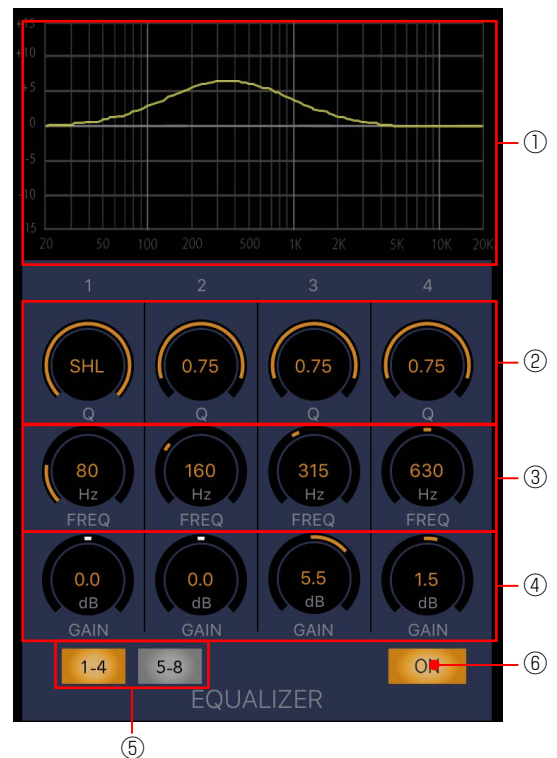 +15
+10
+5
0
-5
-10
-15
20 50 100 200 500 1K 2K 5K 10K 20K
①
1 2 3 4
SHL 0.75 0.75 0.75
Q Q Q Q
②
80 160 315 630
Hz Hz Hz Hz
FREQ FREQ FREQ FREQ
③
0.0 0.0 5.5 1.5
dB dB dB dB
GAIN GAIN GAIN GAIN
④
1-4 5-8 ON
⑥
EQUALIZER
⑤